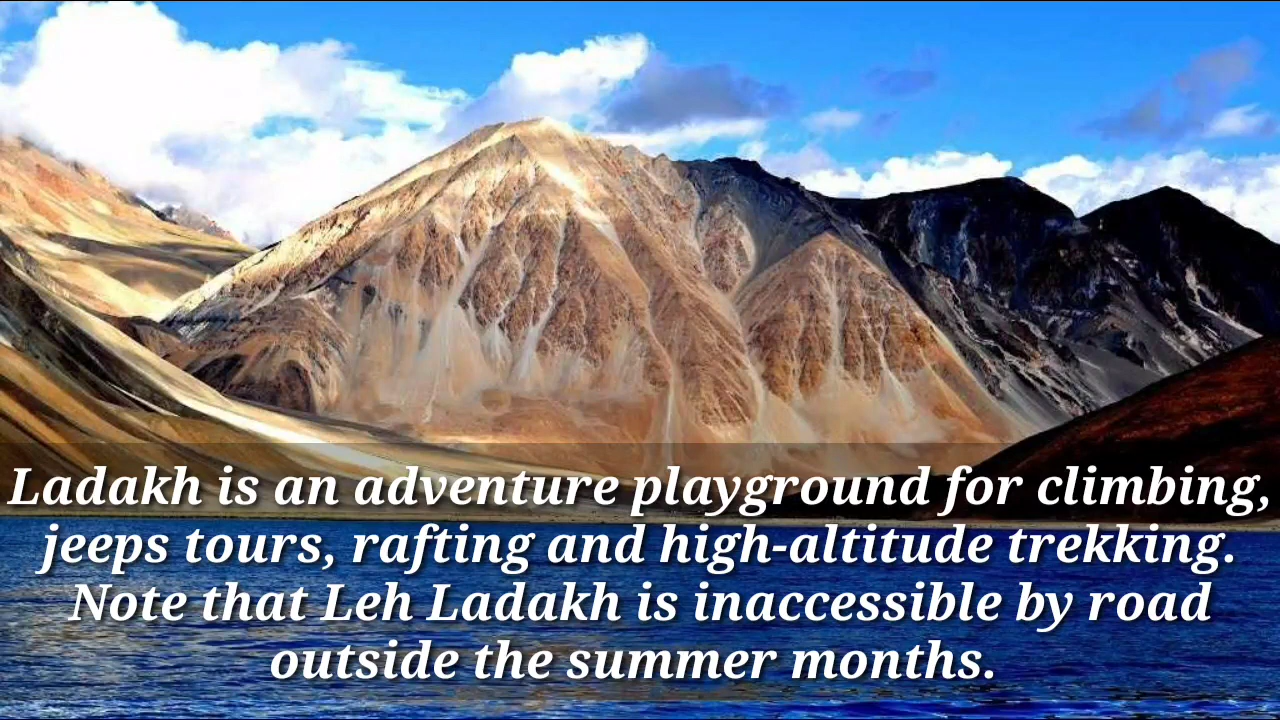 Ladakh is an adventure playground for climbing,
jeeps tours, rafting and high-altitude trekking.
Note that Leh Ladakh is inaccessible by road
outside the summer months.